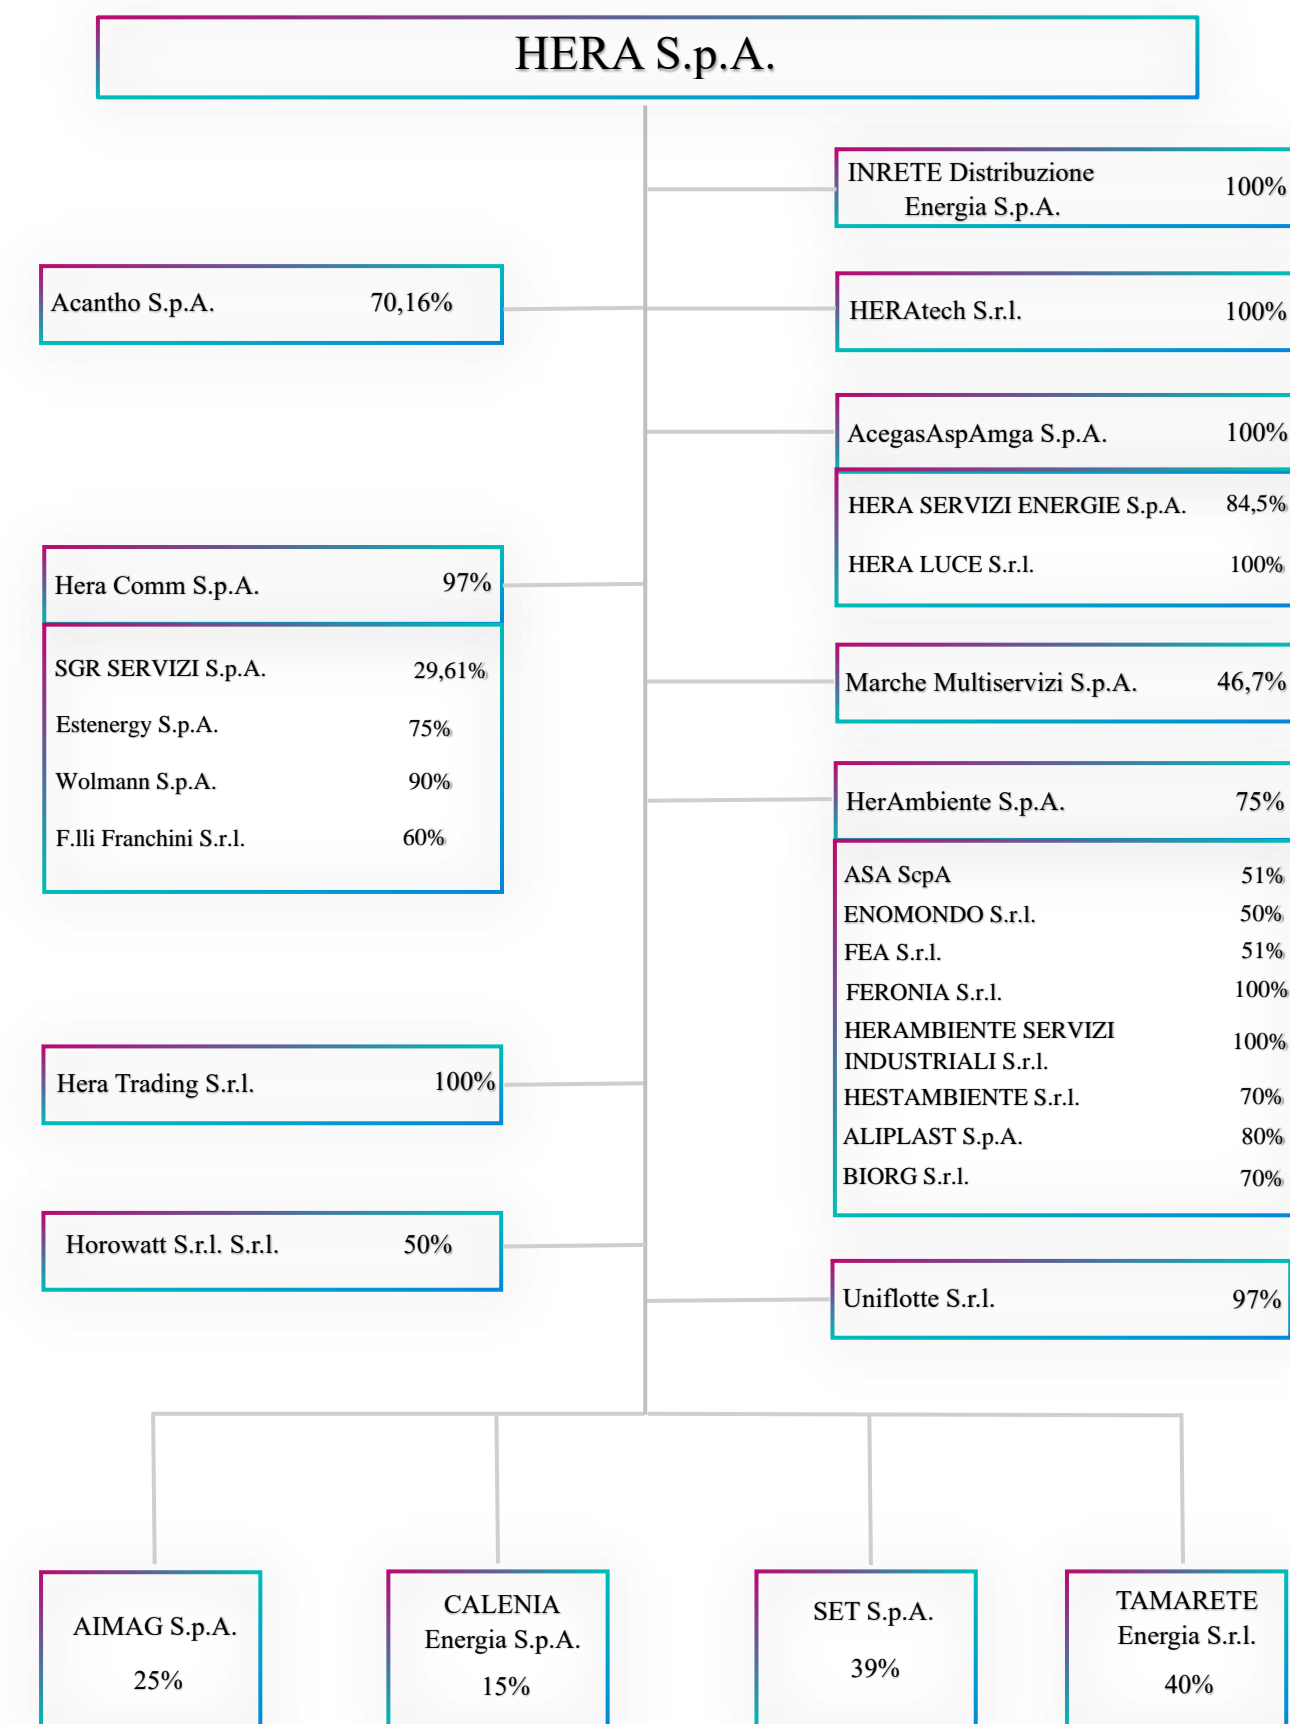 HERA S.p.A.
INRETE Distribuzione
Energia S.p.A.
100%
Acantho S.p.A. 70,16%
HERAtech S.r.l. 100%
AcegasAspAmga S.p.A. 100%
HERA SERVIZI ENERGIE S.p.A. 84,5%
HERA LUCE S.r.l. 100%
Hera Comm S.p.A. 97%
SGR SERVIZI S.p.A. 29,61%
Estenergy S.p.A. 75%
Wolmann S.p.A. 90%
F.lli Franchini S.r.l. 60%
Marche Multiservizi S.p.A. 46,7%
HerAmbiente S.p.A. 75%
ASA ScpA 51%
ENOMONDO S.r.l. 50%
FEA S.r.l. 51%
FERONIA S.r.l. 100%
HERAMBIENTE SERVIZI
INDUSTRIALI S.r.l.
100%
HESTAMBIENTE S.r.l. 70%
ALIPLAST S.p.A. 80%
BIORG S.r.l. 70%
Hera Trading S.r.l. 100%
Horowatt S.r.l. S.r.l. 50%
Uniflotte S.r.l. 97%
AIMAG S.p.A.
25%
CALENIA
Energia S.p.A.
15%
SET S.p.A.
39%
TAMARETE
Energia S.r.l.
40%